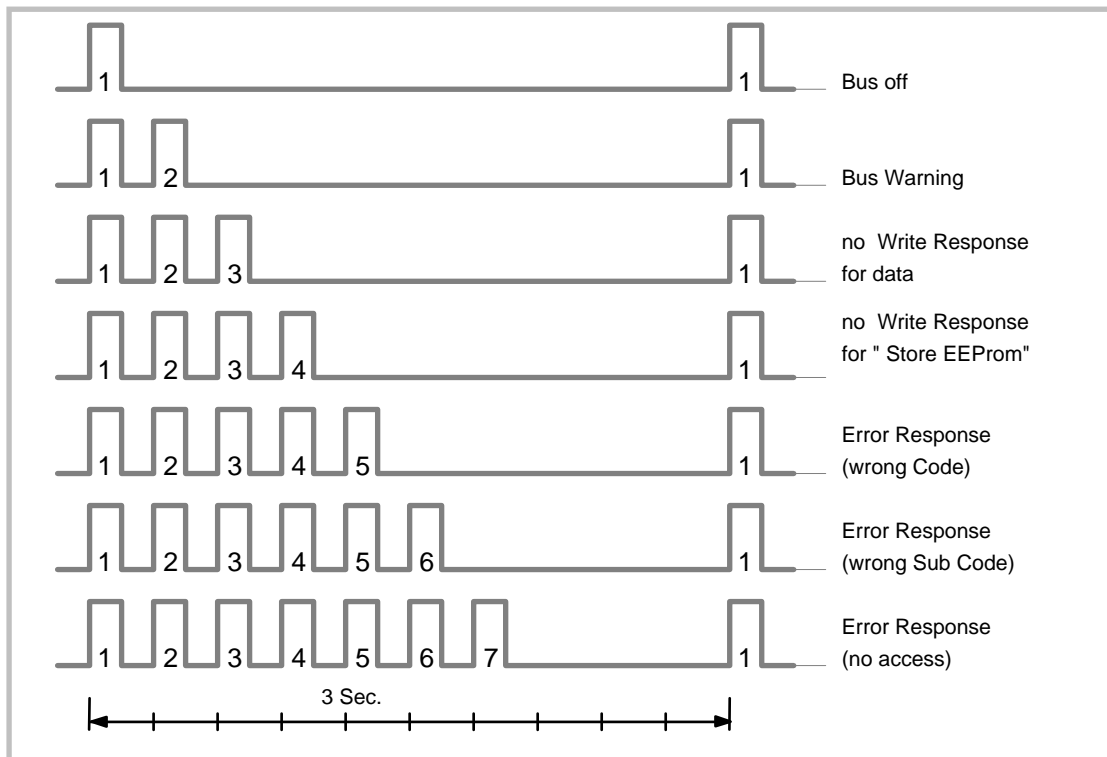 1 1 Bus off
1 2 1 Bus Warning
1 2 3 1 no Write Response
for data
1 2 3 4 1 no Write Response
for " Store EEProm"
1 2 3 4 5 1 Error Response
(wrong Code)
1 2 3 4 5 6 1 Error Response
(wrong Sub Code)
1 2 3 4 5 6 7 1 Error Response
(no access)
3 Sec.